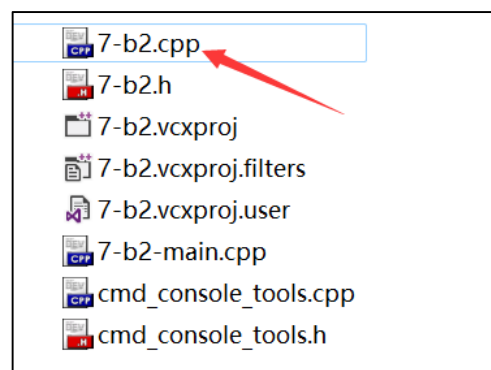 7-b2.cpp
7-b2.h
7-b2.vcxproj
7-b2.vcxproj.filters
7-b2.vcxproj.user
7-b2-main.cpp
cmd_console_tools.cpp
cmd_console_tools.h